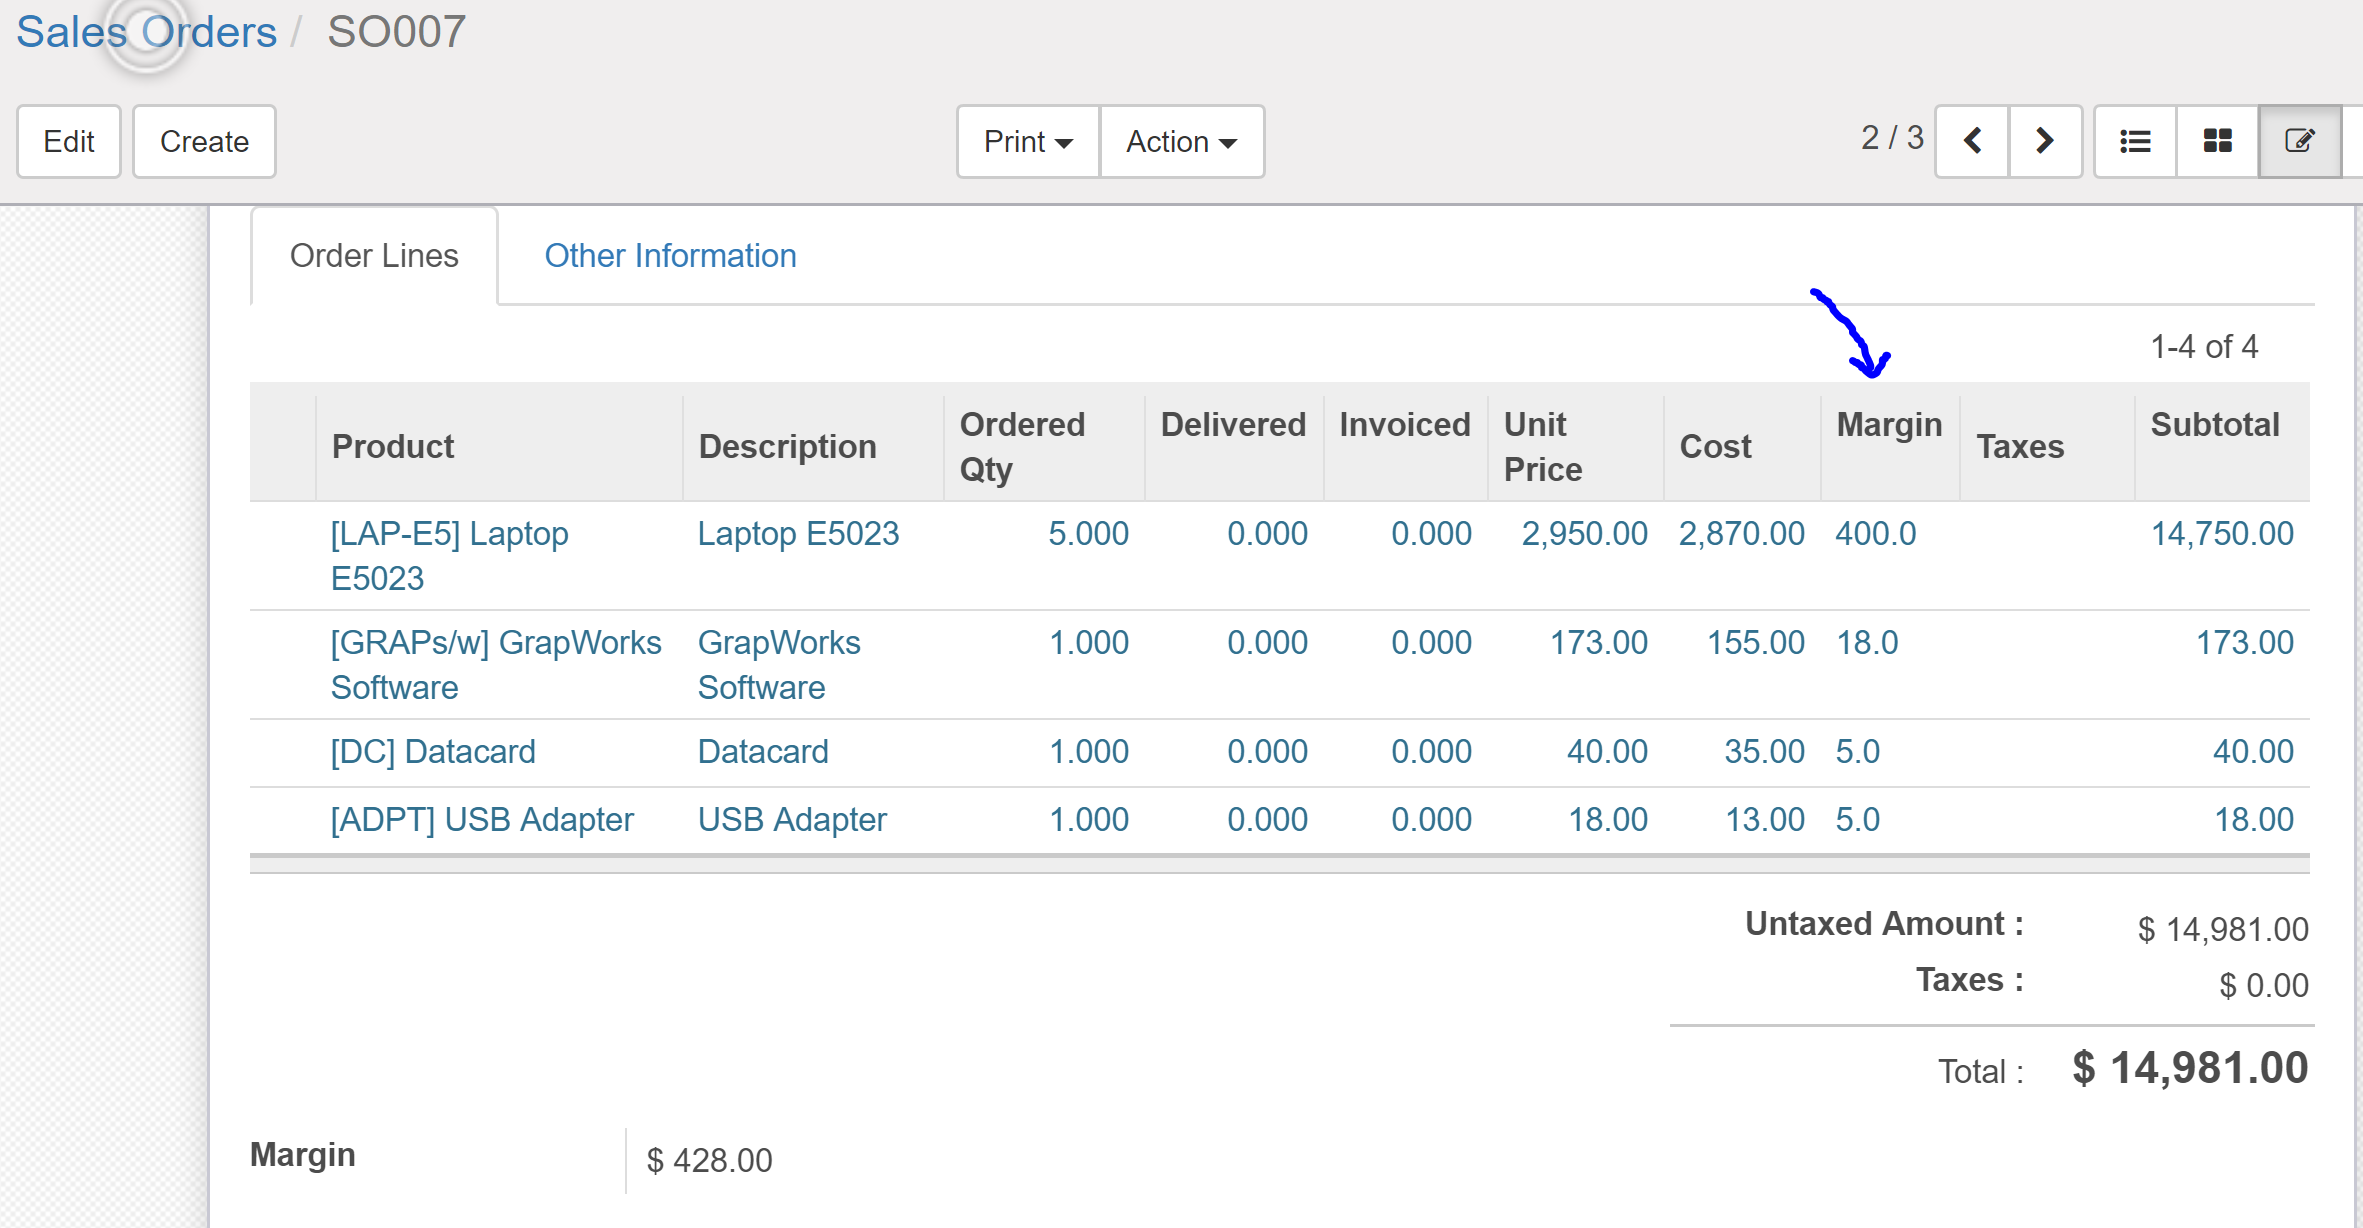 Sales Orders / SO007
Edit Create Print Action 2 / 3
Order Lines Other Information
1-4 of 4
Product Description Ordered Qty Delivered Invoiced Unit Price Cost Margin Taxes Subtotal
[LAP-E5] Laptop E5023 Laptop E5023 5.000 0.000 0.000 2,950.00 2,870.00 400.0 14,750.00
[GRAPs/w] GrapWorks Software GrapWorks Software 1.000 0.000 0.000 173.00 155.00 18.0 173.00
[DC] Datacard Datacard 1.000 0.000 0.000 40.00 35.00 5.0 40.00
[ADPT] USB Adapter USB Adapter 1.000 0.000 0.000 18.00 13.00 5.0 18.00
Untaxed Amount : $ 14,981.00
Taxes : $ 0.00
Total : $ 14,981.00
Margin $ 428.00